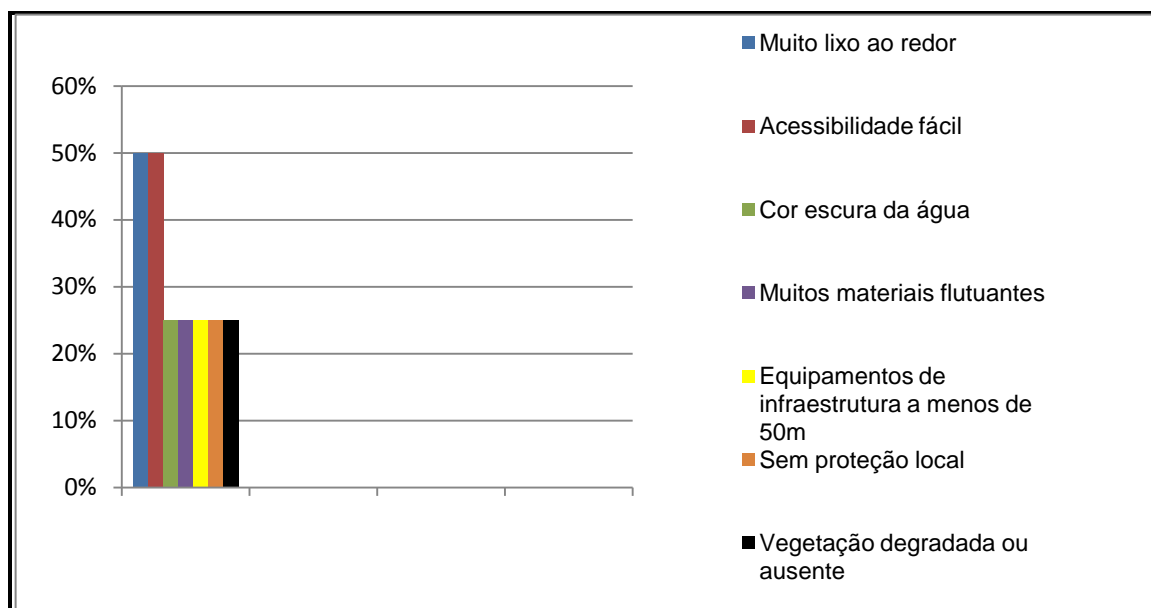 60%
50%
40%
30%
20%
10%
0%
Muito lixo ao redor
Acessibilidade fácil
Cor escura da água
Muitos materiais flutuantes
Equipamentos de
infraestrutura a menos de
50m
Sem proteção local
Vegetação degradada ou
ausente